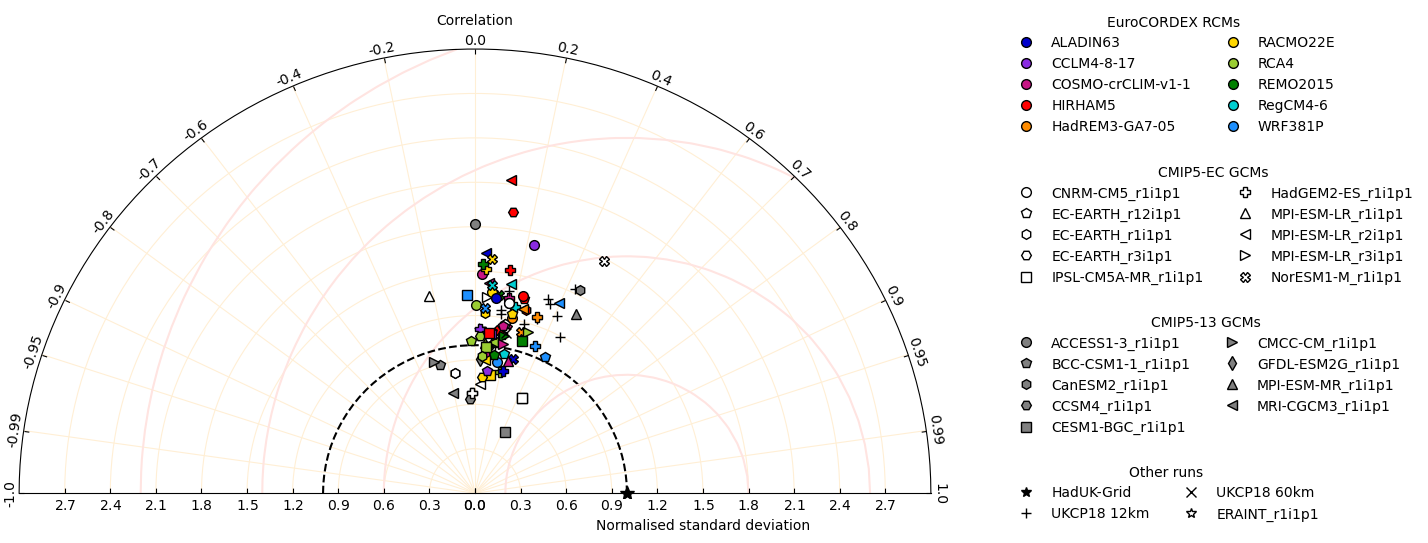 Correlation
-1.0
-0.99
-0.95
-0.9
-0.8
-0.7
-0.6
-0.4
-0.2
0.0
0.2
0.4
0.6
0.7
0.8
0.9
0.95
0.99
1.0
2.7 2.4 2.1 1.8 1.5 1.2 0.9 0.6 0.3 0.0 0.3 0.6 0.9 1.2 1.5 1.8 2.1 2.4 2.7
Normalised standard deviation
EuroCORDEX RCMs
ALADIN63 RACMO22E
CCLM4-8-17 RCA4
COSMO-crCLIM-v1-1 REMO2015
HIRHAM5 RegCM4-6
HadREM3-GA7-05 WRF381P
CMIP5-EC GCMs
CNRM-CM5_r1i1p1 HadGEM2-ES_r1i1p1
EC-EARTH_r12i1p1 MPI-ESM-LR_r1i1p1
EC-EARTH_r1i1p1 MPI-ESM-LR_r2i1p1
EC-EARTH_r3i1p1 MPI-ESM-LR_r3i1p1
IPSL-CM5A-MR_r1i1p1 NorESM1-M_r1i1p1
CMIP5-13 GCMs
ACCESS1-3_r1i1p1 CMCC-CM_r1i1p1
BCC-CSM1-1_r1i1p1 GFDL-ESM2G_r1i1p1
CanESM2_r1i1p1 MPI-ESM-MR_r1i1p1
CCSM4_r1i1p1 MRI-CGCM3_r1i1p1
CESM1-BGC_r1i1p1
Other runs
HadUK-Grid UKCP18 60km
UKCP18 12km ERAINT_r1i1p1